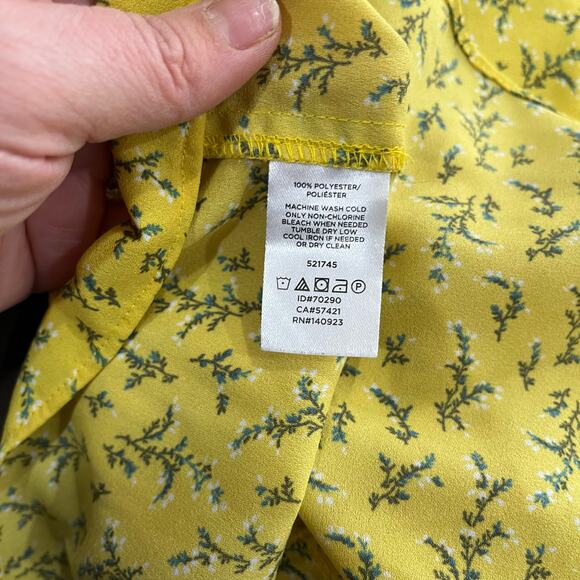 100% POLYESTER/
POLIÉSTER
MACHINE WASH COLD
ONLY NON-CHLORINE
BLEACH WHEN NEEDED
TUMBLE DRY LOW
COOL IRON IF NEEDED
OR DRY CLEAN
521745
P
ID#70290
CA#57421
RN#140923